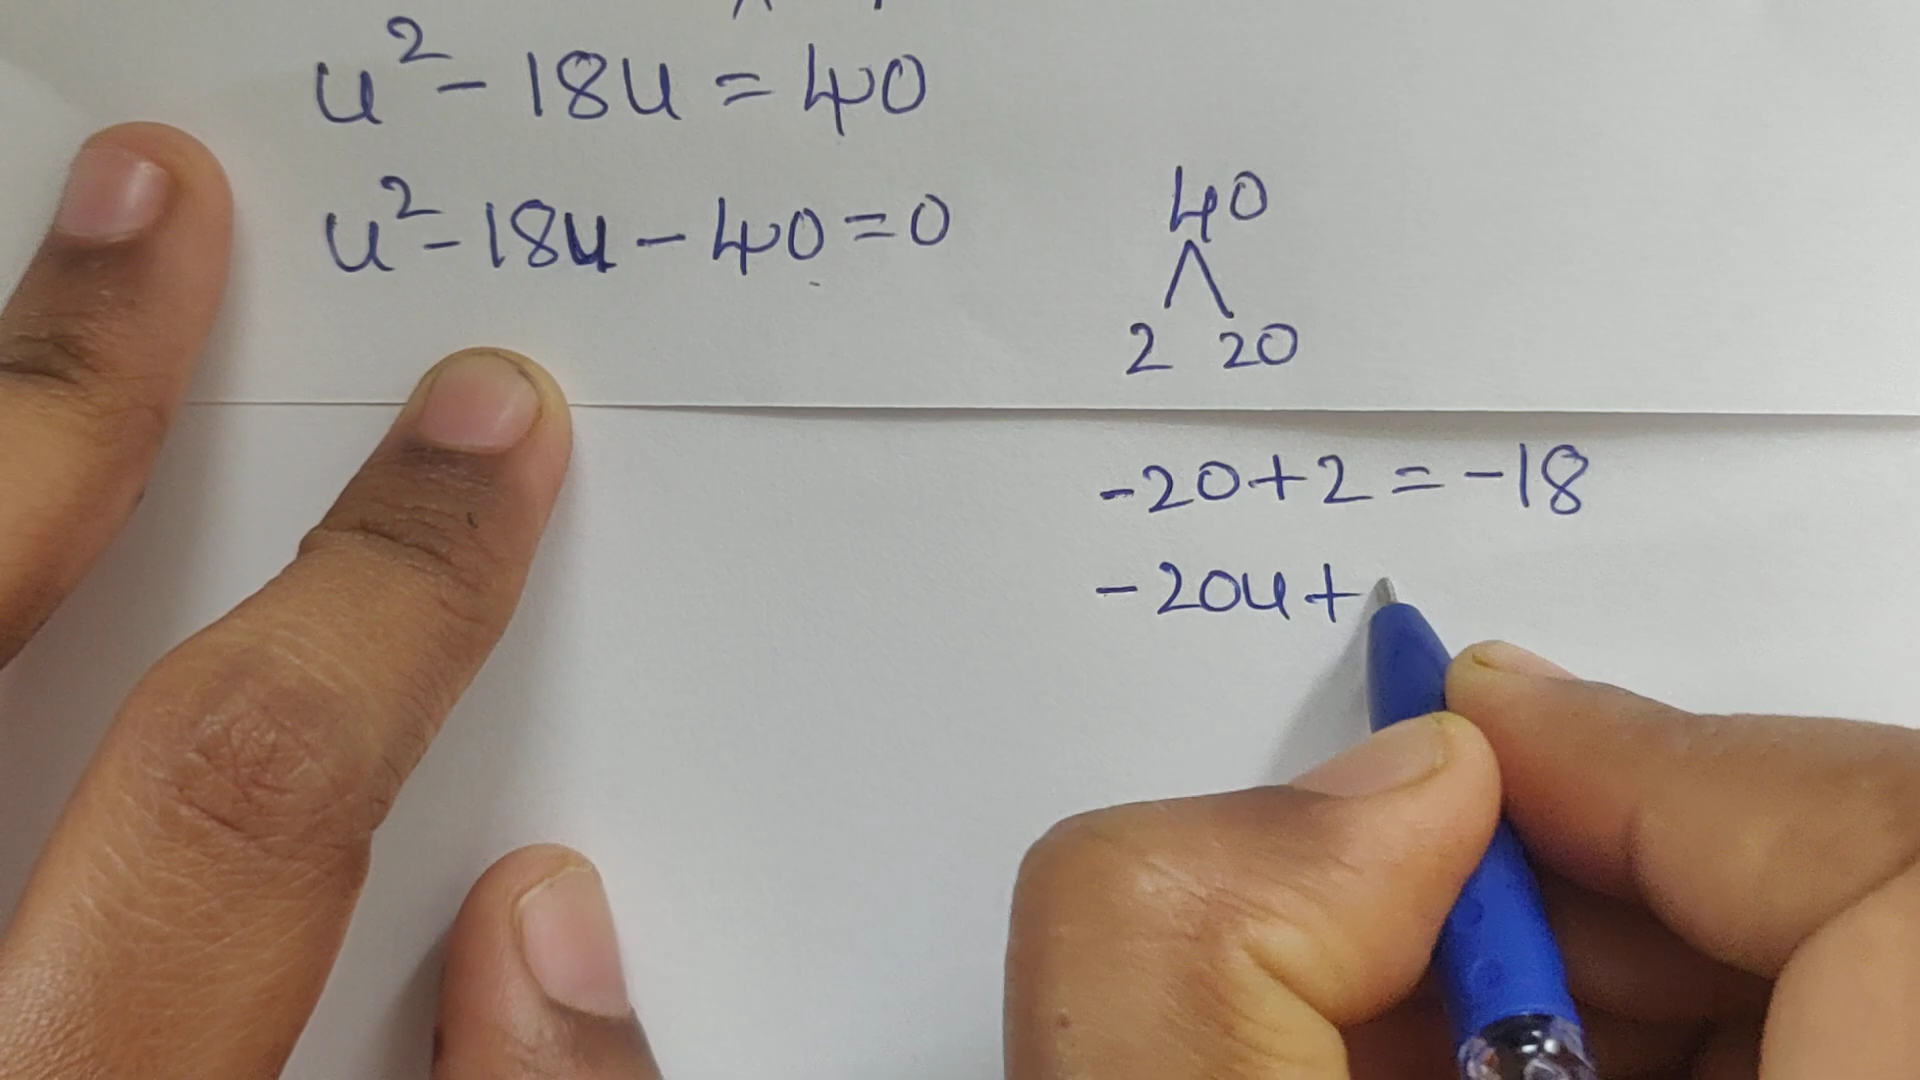 u² - 18u = 40
u² - 18u - 40 = 0
40
2 20
-20 + 2 = -18
-20u +